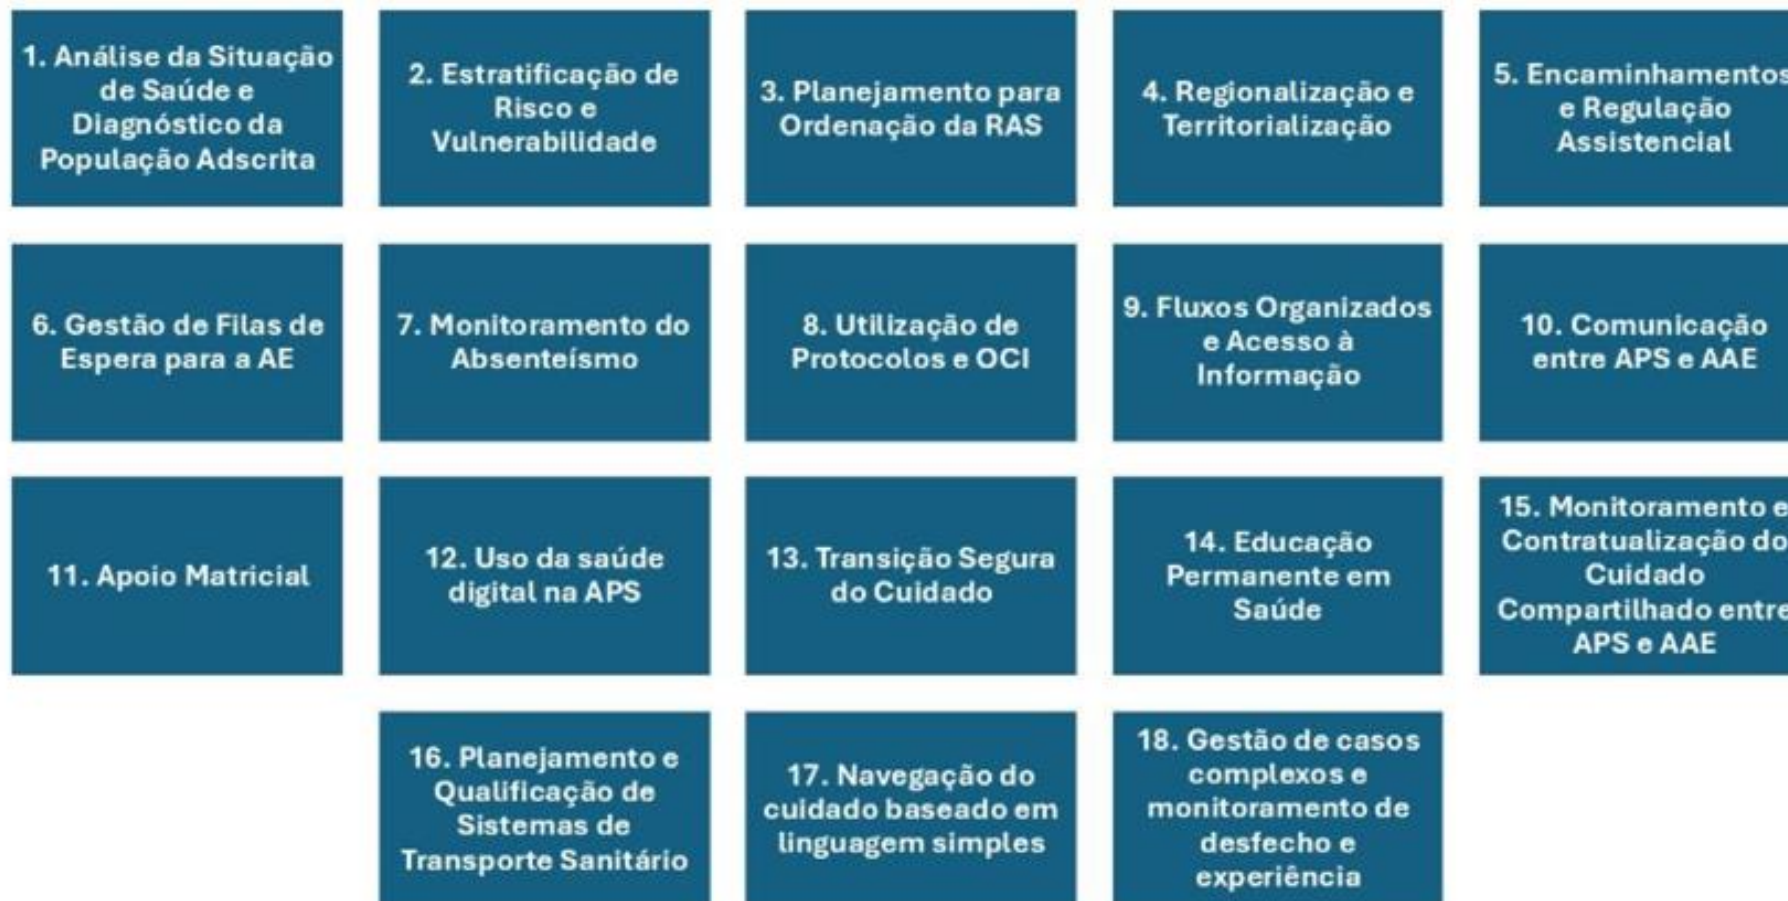 1. Análise da Situação
de Saúde e
Diagnóstico da
População Adscrita
2. Estratificação de
Risco e
Vulnerabilidade
3. Planejamento para
Ordenação da RAS
4. Regionalização e
Territorialização
5. Encaminhamentos
e Regulação
Assistencial
6. Gestão de Filas de
Espera para a AE
7. Monitoramento do
Absenteísmo
8. Utilização de
Protocolos e OCI
9. Fluxos Organizados
e Acesso à
Informação
10. Comunicação
entre APS e AAE
11. Apoio Matricial
12. Uso da saúde
digital na APS
13. Transição Segura
do Cuidado
14. Educação
Permanente em
Saúde
15. Monitoramento e
Contratualização do
Cuidado
Compartilhado entre
APS e AAE
16. Planejamento e
Qualificação de
Sistemas de
Transporte Sanitário
17. Navegação do
cuidado baseado em
linguagem simples
18. Gestão de casos
complexos e
monitoramento de
desfecho e
experiência